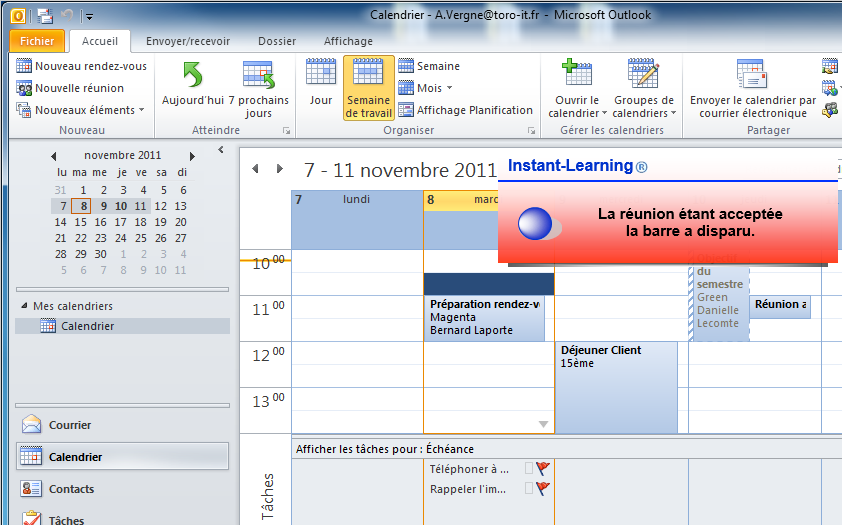 Calendrier - A.Vergne@toro-it.fr - Microsoft Outlook
Fichier Accueil Envoyer/recevoir Dossier Affichage
Nouveau rendez-vous
Nouvelle réunion
Nouveaux éléments
Nouveau
Aujourd'hui 7 prochains
jours
Atteindre
Jour Semaine
de travail
Semaine
Mois
Affichage Planification
Organiser
Ouvrir le
calendrier
Groupes de
calendriers
Gérer les calendriers
Envoyer le calendrier par
courrier électronique
Partager
novembre 2011
lu ma me je ve sa di
31 1 2 3 4 5 6
7 8 9 10 11 12 13
14 15 16 17 18 19 20
21 22 23 24 25 26 27
28 29 30 1 2 3 4
5 6 7 8 9 10 11
Mes calendriers
Calendrier
Courrier
Calendrier
Contacts
Tâches
7 - 11 novembre 2011
Instant-Learning®
La réunion étant acceptée
la barre a disparu.
7 lundi 8 marc
10 00
11 00
12 00
13 00
Préparation rendez-v
Magenta
Bernard Laporte
Déjeuner Client
15ème
du
semestre
Green
Danielle
Lecomte
Réunion a
Afficher les tâches pour : Échéance
Tâches
Téléphoner à ...
Rappeler l'im...